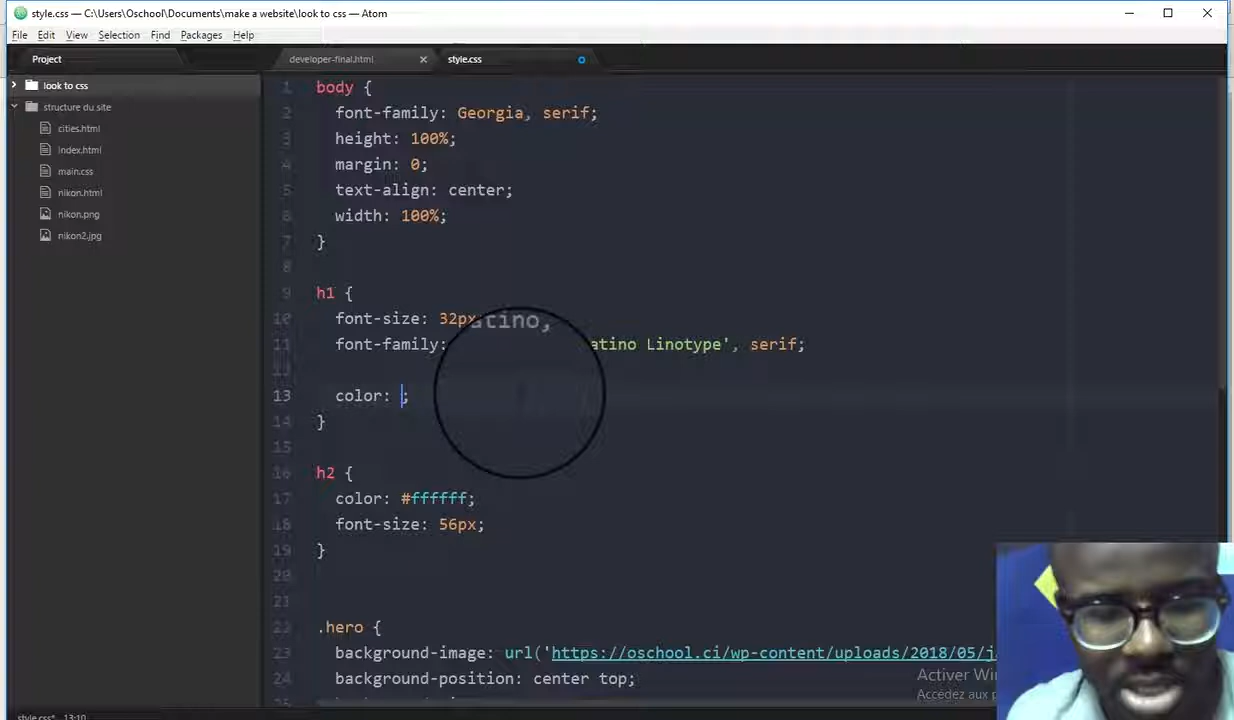 style.css — C:\Users\Oschool\Documents\make a website\look to css — Atom
File Edit View Selection Find Packages Help
Project
developer-final.html
style.css
look to css
structure du site
cities.html
index.html
main.css
nikon.html
nikon.png
nikon2.jpg
1 body {
2 font-family: Georgia, serif;
3 height: 100%;
4 margin: 0;
5 text-align: center;
6 width: 100%;
7 }
8
9 h1 {
10 font-size: 32px
atino,
11 font-family: atino Linotype', serif;
12
13 color: ;
14 }
15
16 h2 {
17 color: #ffffff;
18 font-size: 56px;
19 }
20
21
22 .hero {
23 background-image: url('https://oschool.ci/wp-content/uploads/2018/05/j
24 background-position: center top;
25
Activer Wi
Accédez aux p
style.css* 13:10